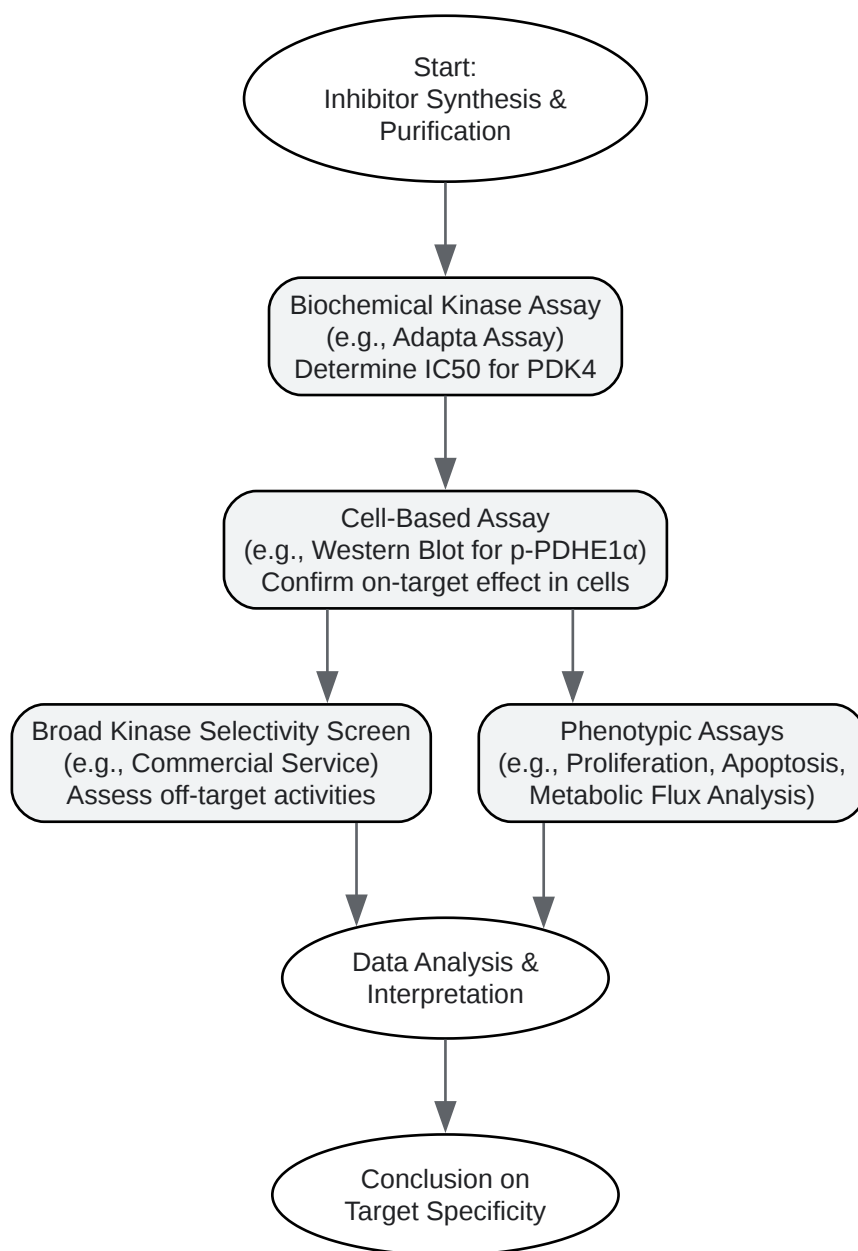 Start:
Inhibitor Synthesis &
Purification
Biochemical Kinase Assay
(e.g., Adapta Assay)
Determine IC50 for PDK4
Cell-Based Assay
(e.g., Western Blot for p-PDHE1α)
Confirm on-target effect in cells
Broad Kinase Selectivity Screen
(e.g., Commercial Service)
Assess off-target activities
Phenotypic Assays
(e.g., Proliferation, Apoptosis,
Metabolic Flux Analysis)
Data Analysis &
Interpretation
Conclusion on
Target Specificity